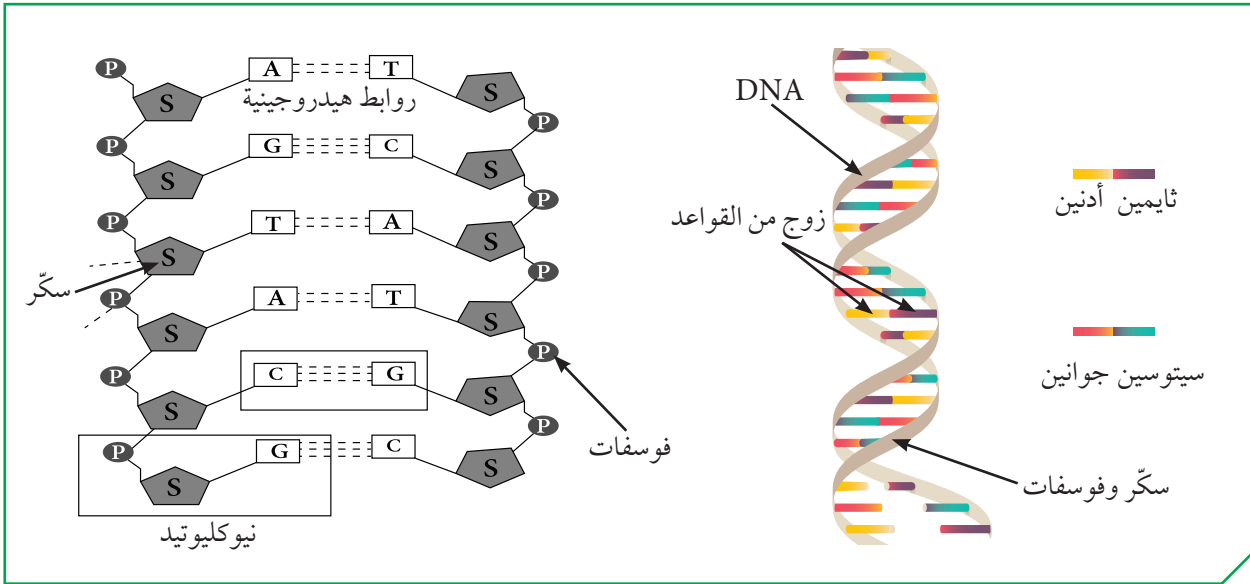 DNA
زوج من القواعد
سكّر وفوسفات
ثايمين أدنين
سيتوسين جوانين
P S A T S
روابط هيدروجينية
P
P S G C S
P
P S T A S
سكّر
P
P S A T S
P
فوسفات
P S C G S
P
P S G C S
نيوكليوتيد